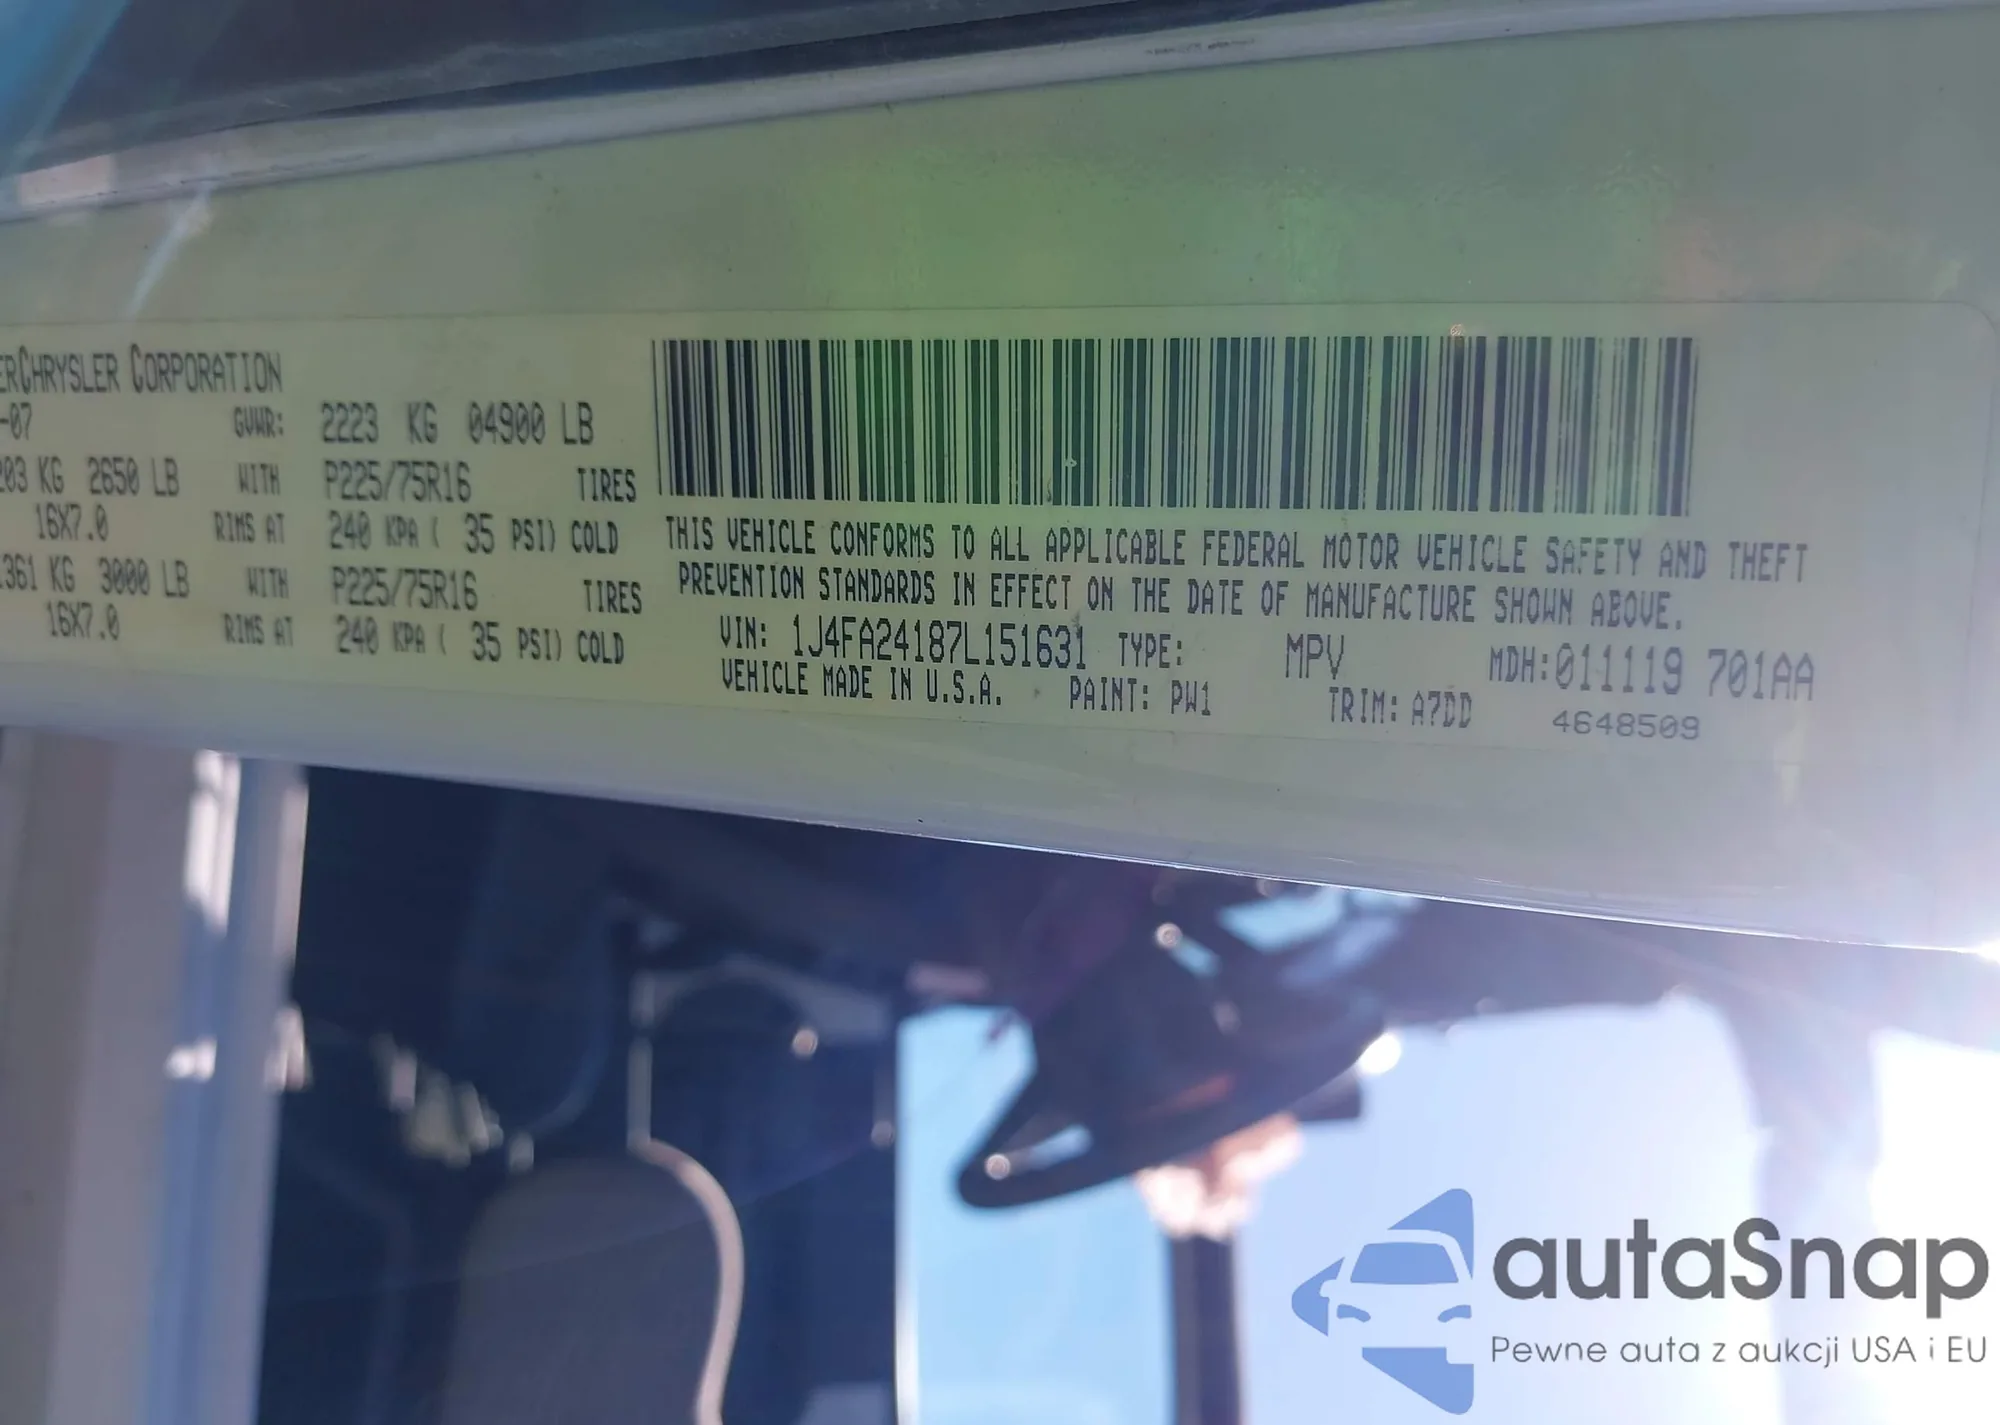 ERCHRYSLER CORPORATION
-07 GVWR: 2223 KG 04900 LB
203 KG 2650 LB WITH P225/75R16 TIRES
16X7.0 RIMS AT 240 KPA ( 35 PSI) COLD
1361 KG 3000 LB WITH P225/75R16 TIRES
16X7.0 RIMS AT 240 KPA ( 35 PSI) COLD
THIS VEHICLE CONFORMS TO ALL APPLICABLE FEDERAL MOTOR VEHICLE SAFETY AND THEFT
PREVENTION STANDARDS IN EFFECT ON THE DATE OF MANUFACTURE SHOWN ABOVE.
VIN: 1J4FA24187L151631 TYPE: MPV MDH:011119 701AA
VEHICLE MADE IN U.S.A. PAINT: PW1 TRIM: A7DD
4648509
autaSnap
Pewne auta z aukcji USA i EU